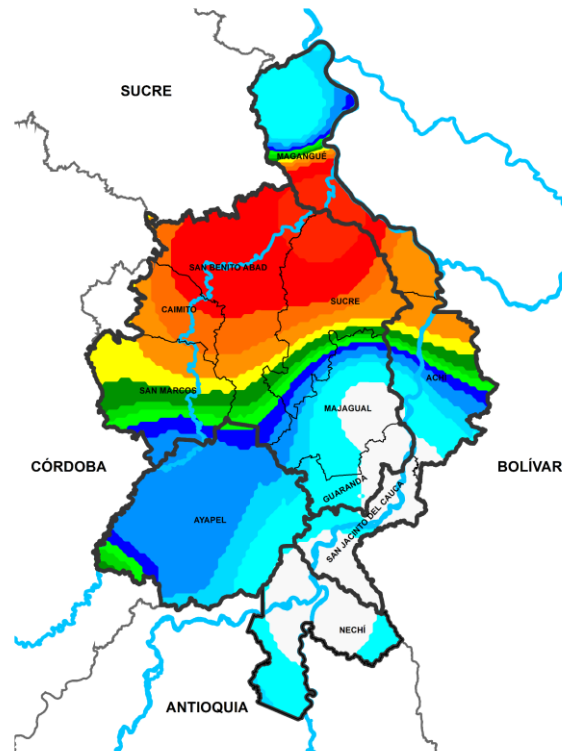 SUCRE
MAGANGUÉ
SAN BENITO ABAD
CAIMITO
SUCRE
SAN MARCOS
ACHÍ
MAJAGUAL
CÓRDOBA
BOLÍVAR
GUARANDA
SAN JACINTO DEL CAUCA
AYAPEL
NECHÍ
ANTIOQUIA